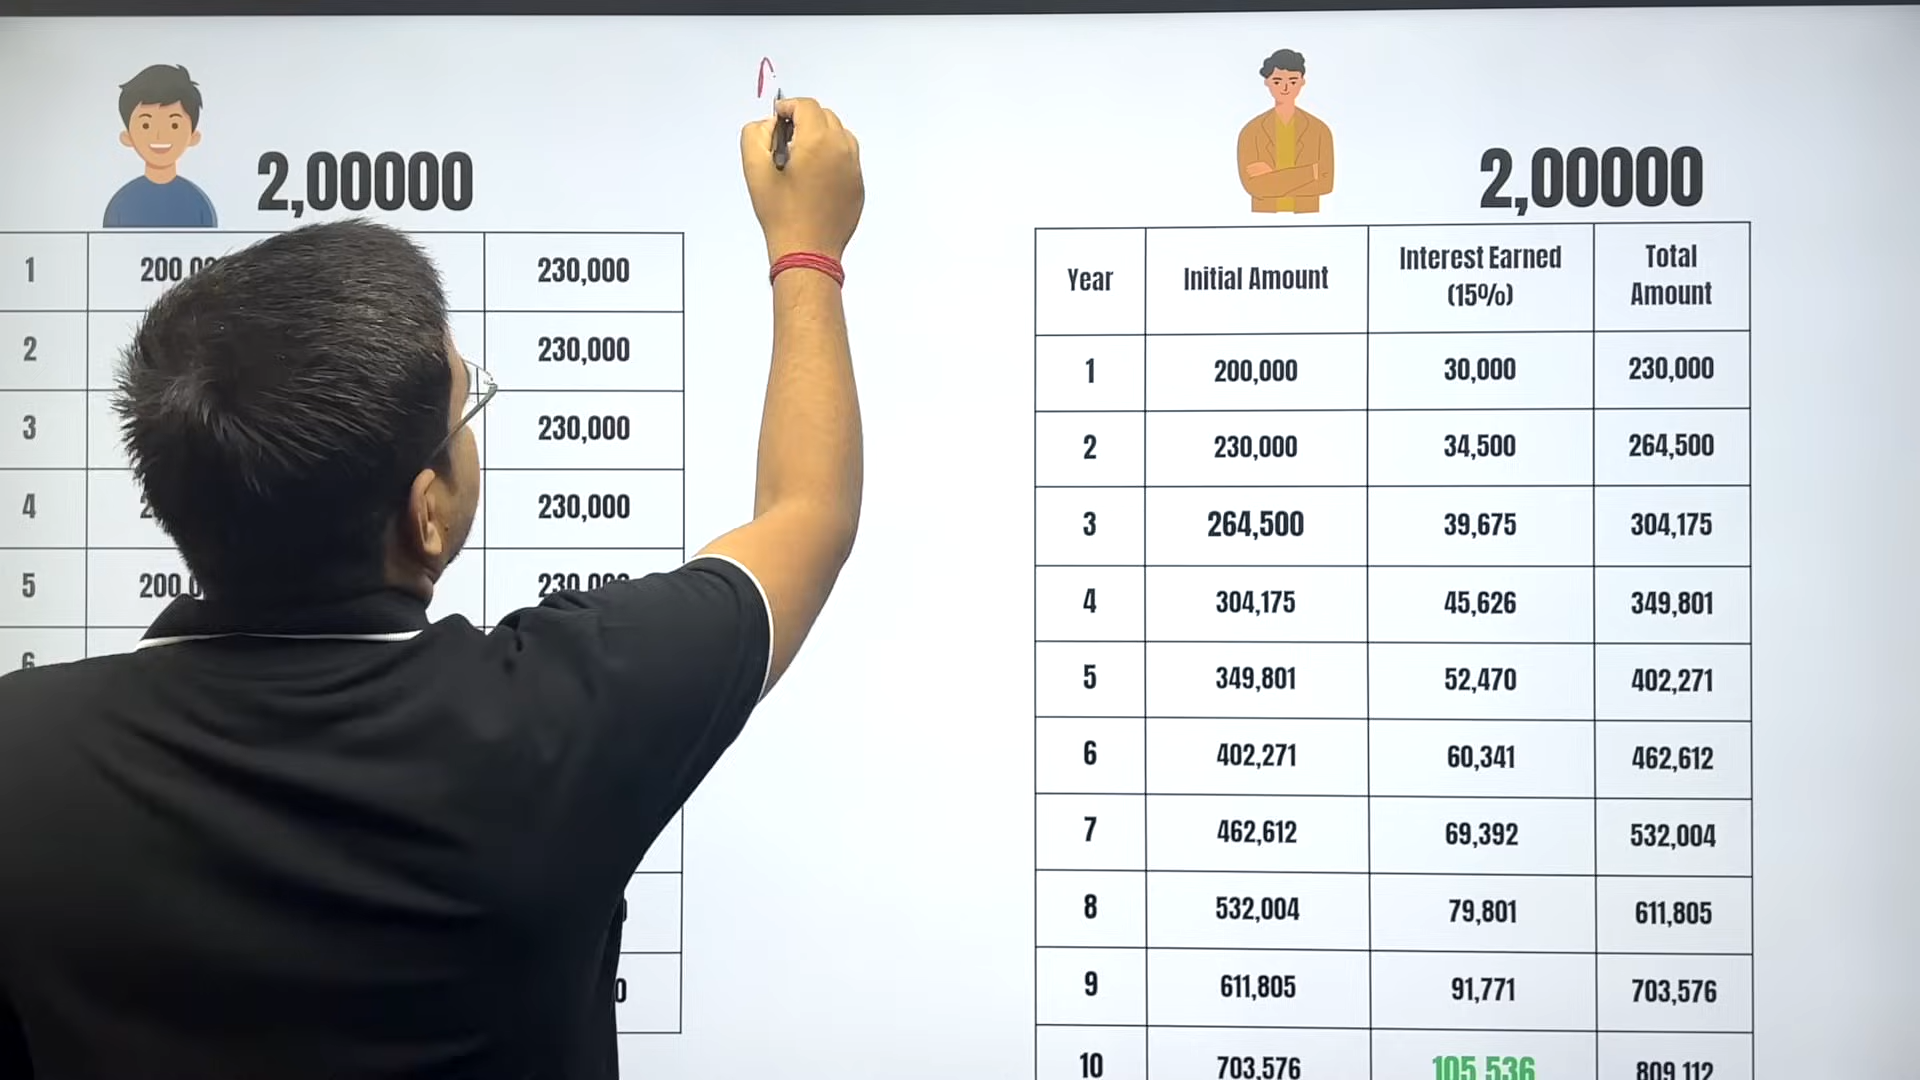 2,00000
1 230,000
2 230,000
3 230,000
4 230,000
5
2,00000
Year Initial Amount Interest Earned (15%) Total Amount
1 200,000 30,000 230,000
2 230,000 34,500 264,500
3 264,500 39,675 304,175
4 304,175 45,626 349,801
5 349,801 52,470 402,271
6 402,271 60,341 462,612
7 462,612 69,392 532,004
8 532,004 79,801 611,805
9 611,805 91,771 703,576
10 703,576 105,536 809,112